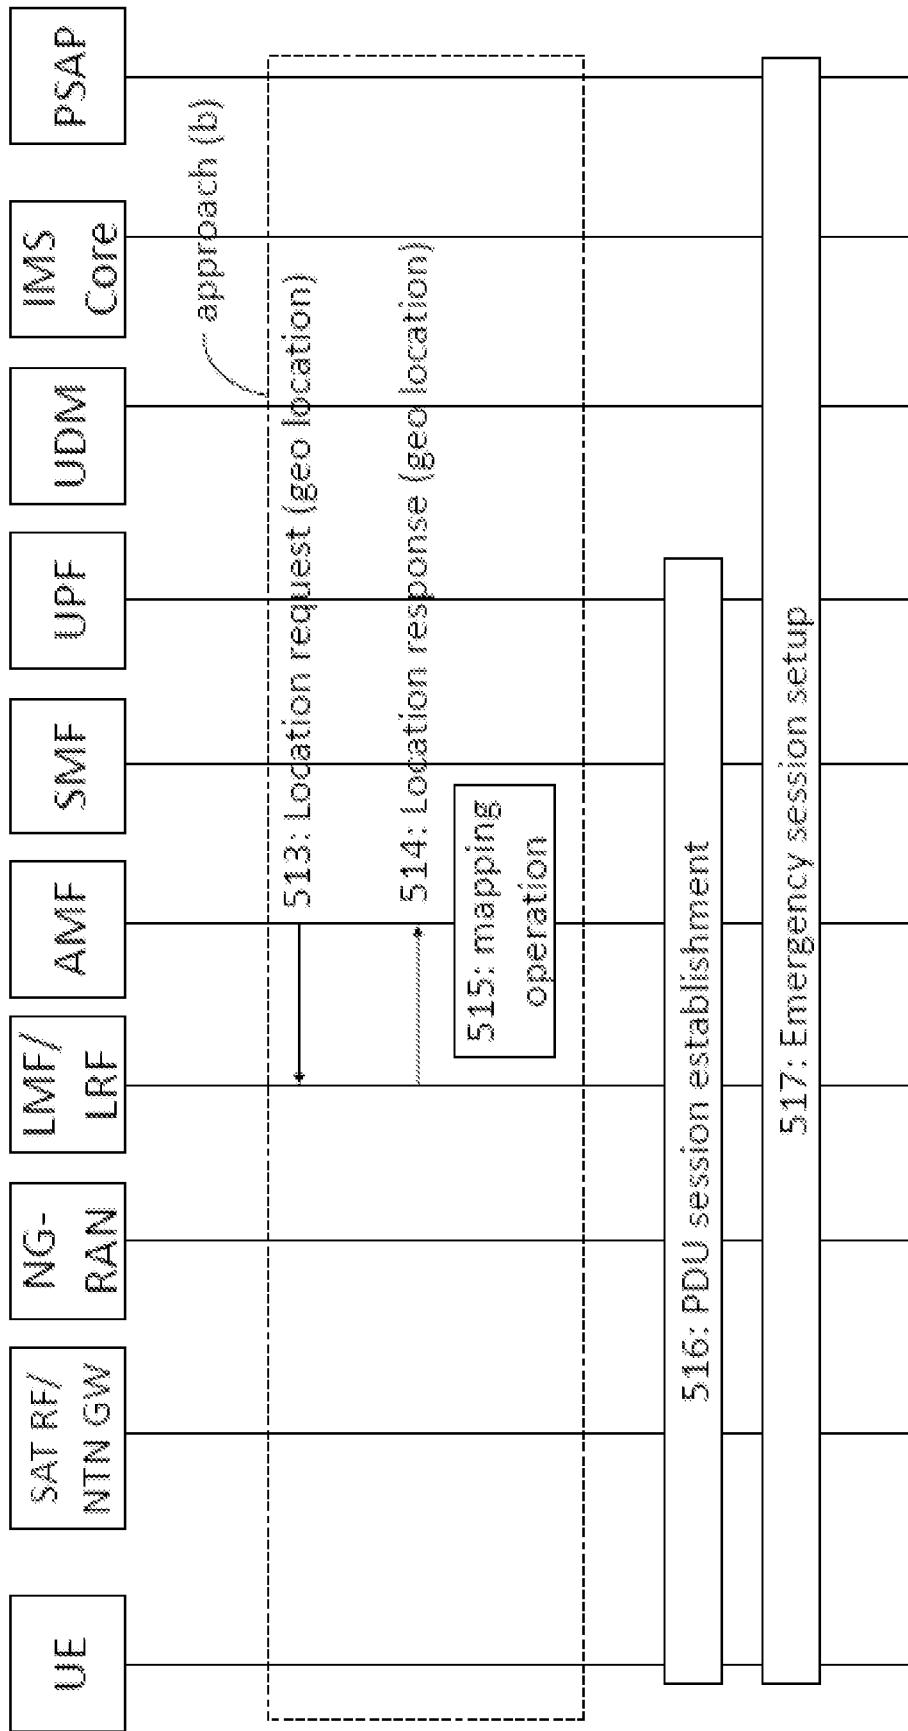 UE
SAT RF/
NTN GW
NG-
RAN
LMF/
LRF
AMF
SMF
UPF
UDM
IMS
Core
PSAP
approach (b)
513: Location request (geo location)
514: Location response (geo location)
515: mapping
operation
516: PDU session establishment
517: Emergency session setup